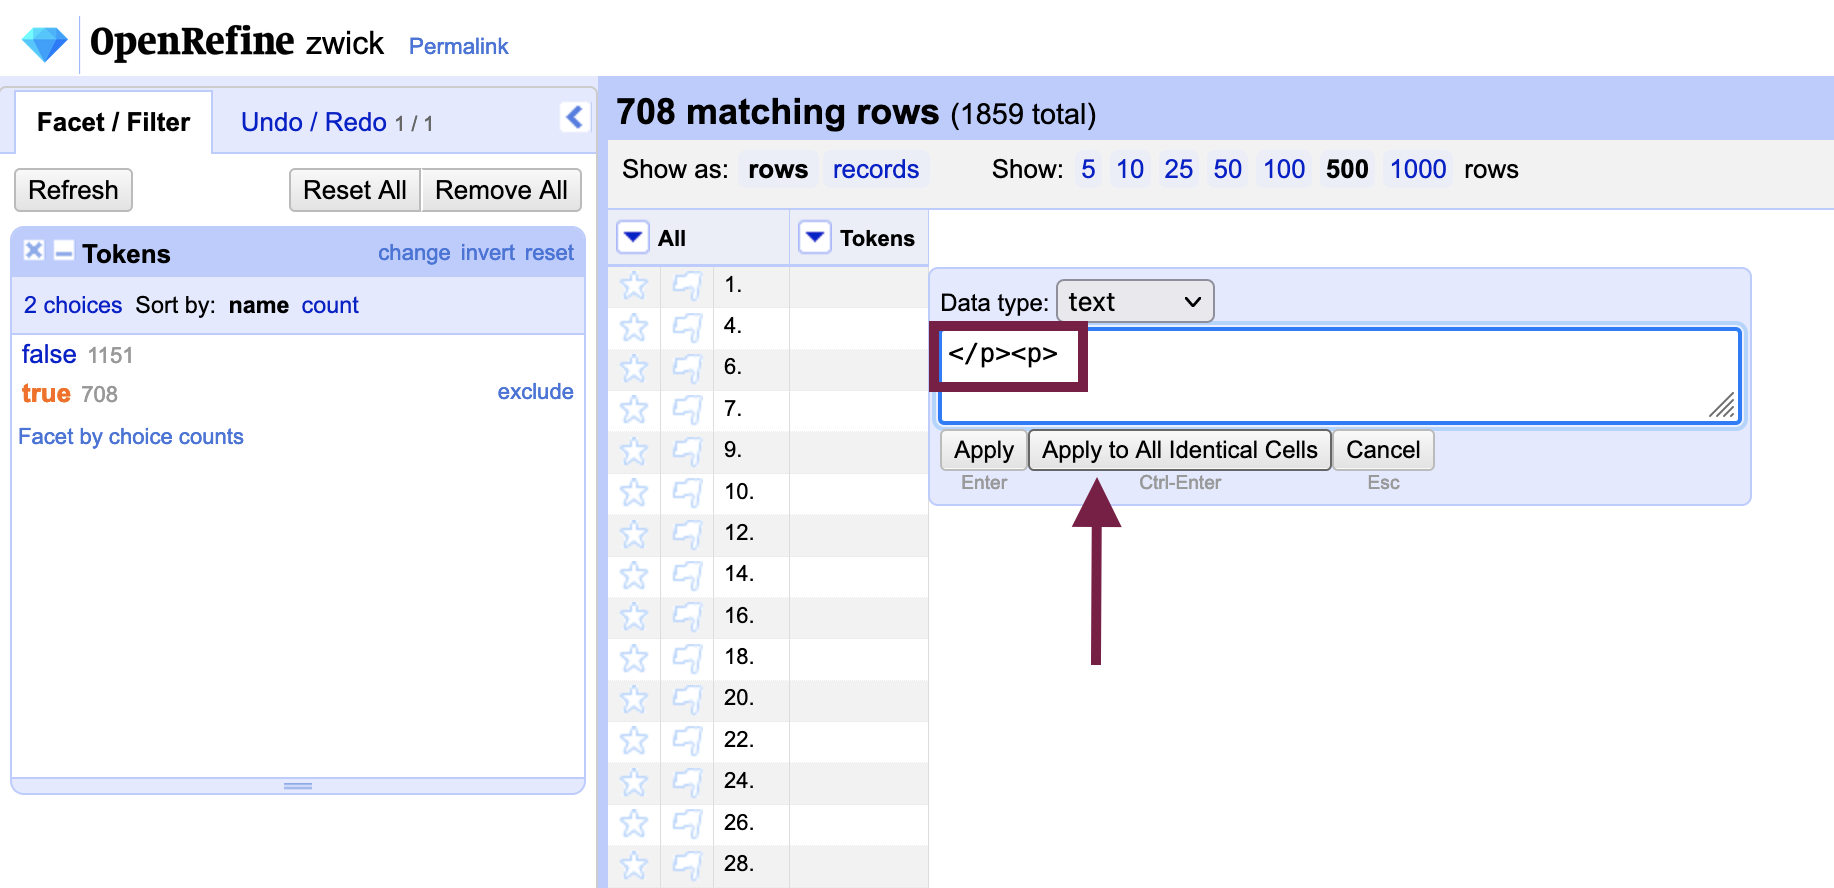 OpenRefine zwick Permalink
Facet / Filter Undo / Redo 1 / 1
Refresh Reset All Remove All
Tokens change invert reset
2 choices Sort by: name count
false 1151
true 708 exclude
Facet by choice counts
708 matching rows (1859 total)
Show as: rows records Show: 5 10 25 50 100 500 1000 rows
All Tokens
1.
4.
6.
7.
9.
10.
12.
14.
16.
18.
20.
22.
24.
26.
28.
Data type: text
</p><p>
Apply Apply to All Identical Cells Cancel
Enter Ctrl-Enter Esc